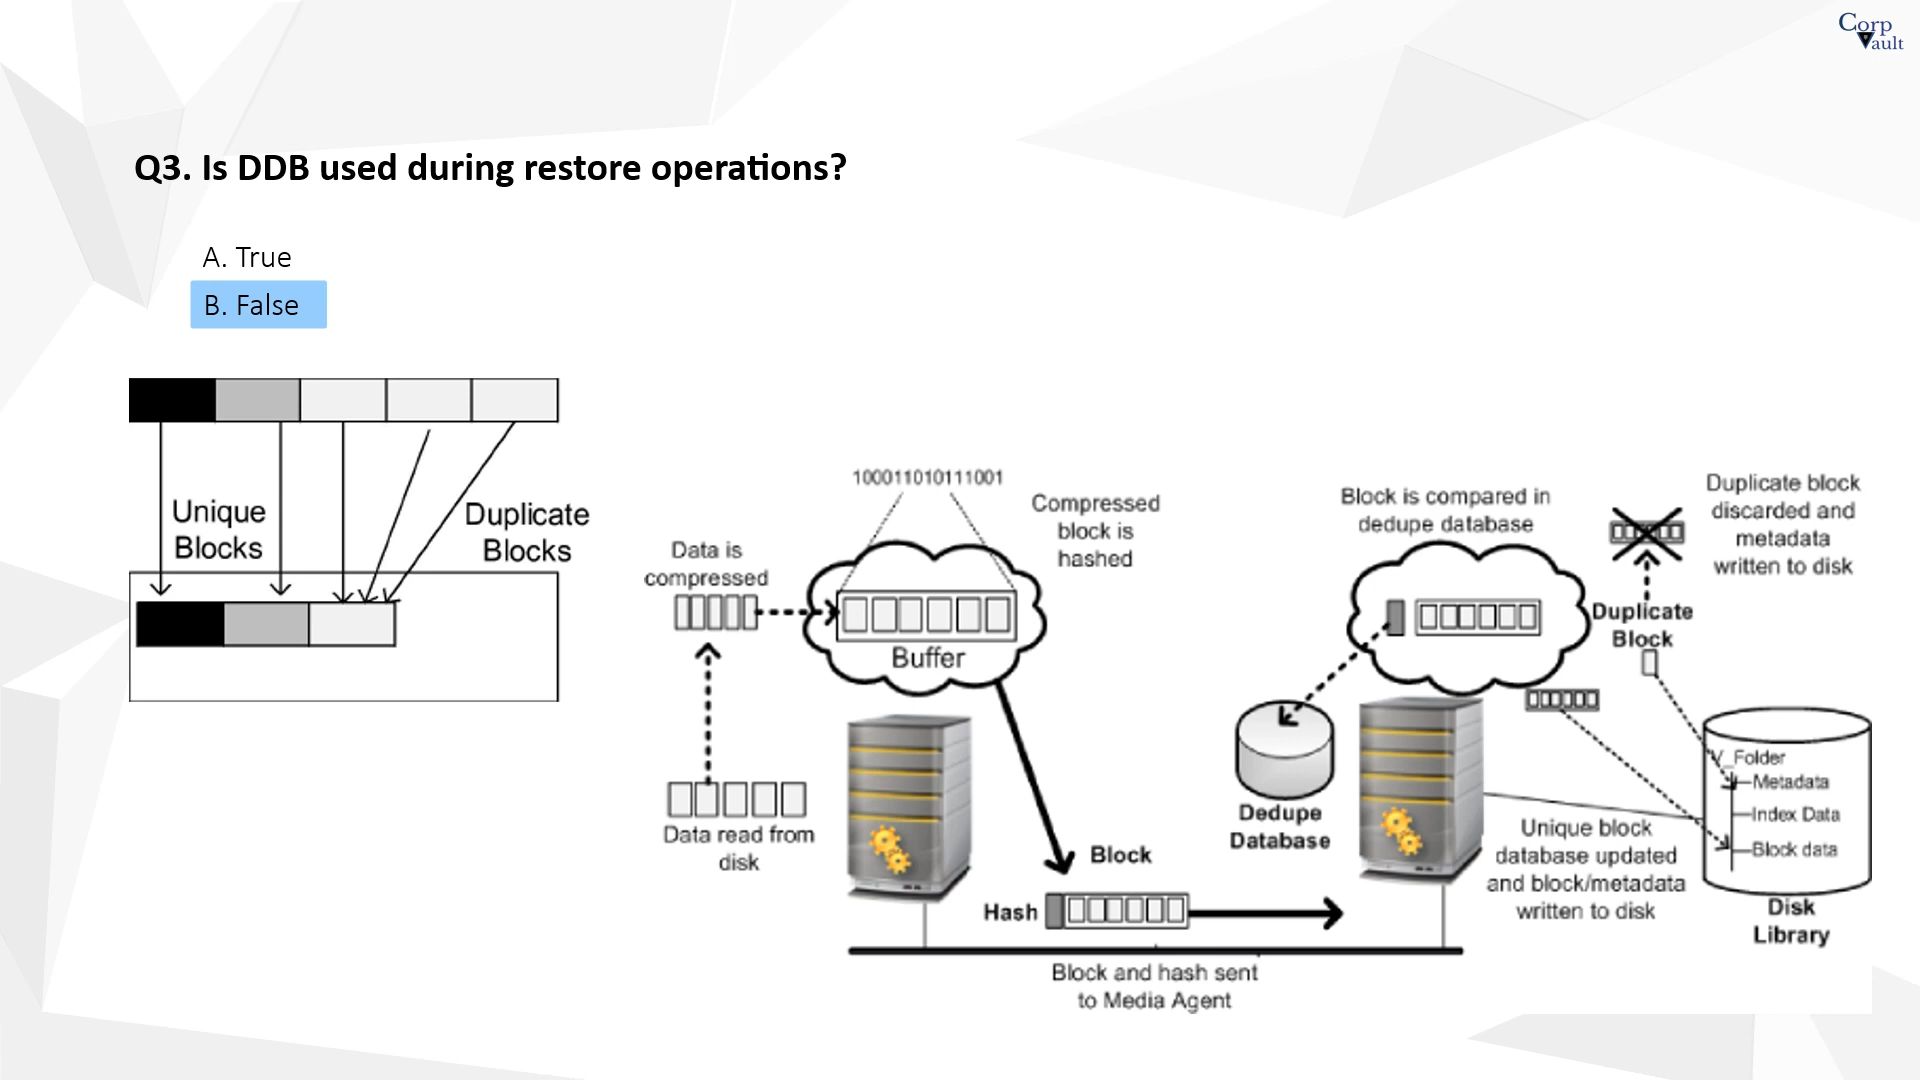 Corp
Vault
Q3. Is DDB used during restore operations?
A. True
B. False
Unique
Blocks
Duplicate
Blocks
100011010111001
Compressed
block is
hashed
Data is
compressed
Buffer
Data read from
disk
Block
Hash
Block and hash sent
to Media Agent
Block is compared in
dedupe database
Duplicate block
discarded and
metadata
written to disk
Duplicate
Block
Dedupe
Database
Unique block
database updated
and block/metadata
written to disk
V_Folder
Metadata
Index Data
Block data
Disk
Library